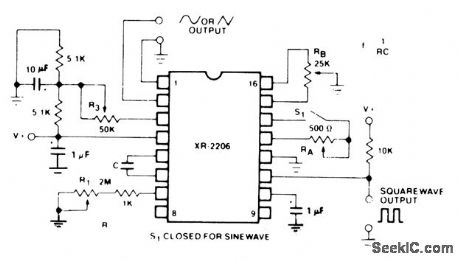 OR
OUTPUT
f 1
RC
5 1K
10 µF
R3
50K
5 1K
V+
1 µF
C
R1 2M
1K
R
1
8
XR-2206
16
9
RB
25K
S1
500 Ω
RA
V+
10K
1 µF
SQUAREWAVE
OUTPUT
S1 CLOSED FOR SINEWAVE
SeekIC.com